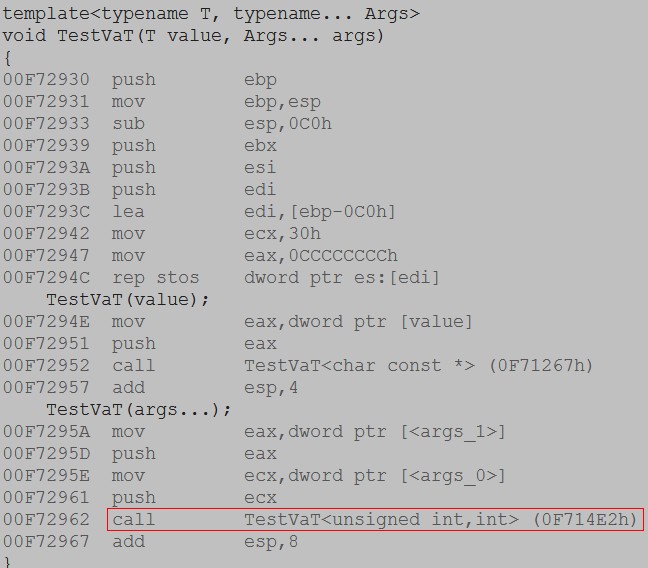 template<typename T, typename... Args>
void TestVaT(T value, Args... args)
{
00F72930 push ebp
00F72931 mov ebp,esp
00F72933 sub esp,0C0h
00F72939 push ebx
00F7293A push esi
00F7293B push edi
00F7293C lea edi,[ebp-0C0h]
00F72942 mov ecx,30h
00F72947 mov eax,0CCCCCCCCh
00F7294C rep stos dword ptr es:[edi]
TestVaT(value);
00F7294E mov eax,dword ptr [value]
00F72951 push eax
00F72952 call TestVaT<char const *> (0F71267h)
00F72957 add esp,4
TestVaT(args...);
00F7295A mov eax,dword ptr [<args_1>]
00F7295D push eax
00F7295E mov ecx,dword ptr [<args_0>]
00F72961 push ecx
00F72962 call TestVaT<unsigned int,int> (0F714E2h)
00F72967 add esp,8
}